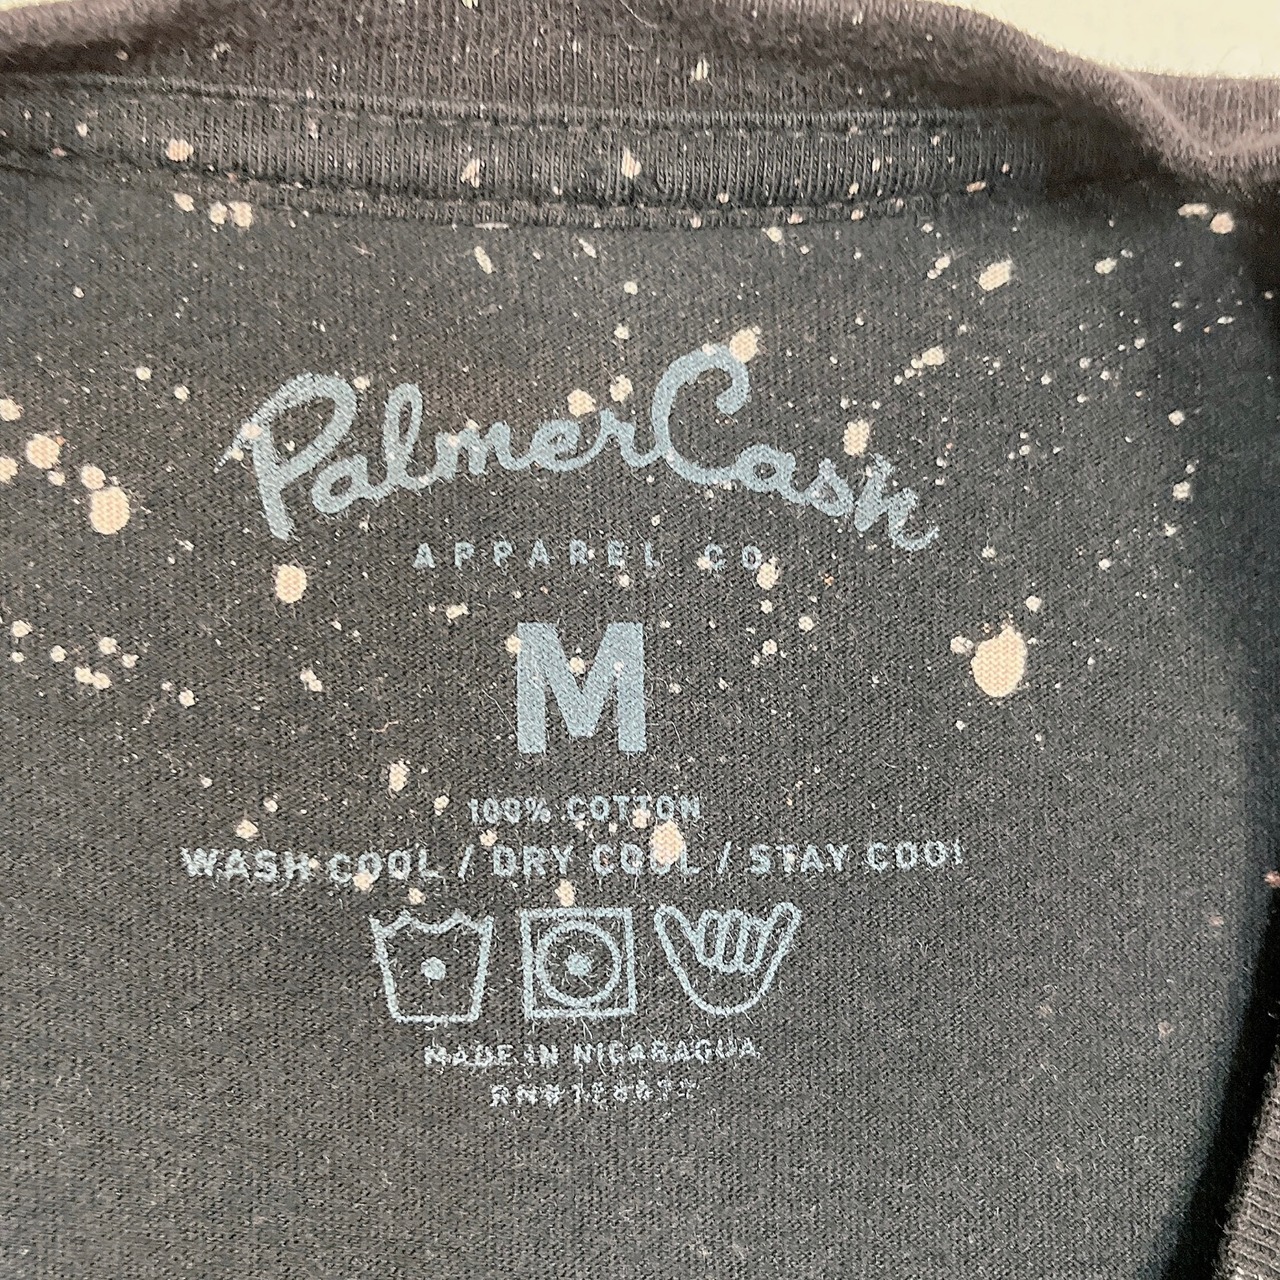 PalmerCash
APPAREL CO.
M
100% COTTON
WASH COOL / DRY COOL / STAY COOL
MADE IN NICARAGUA